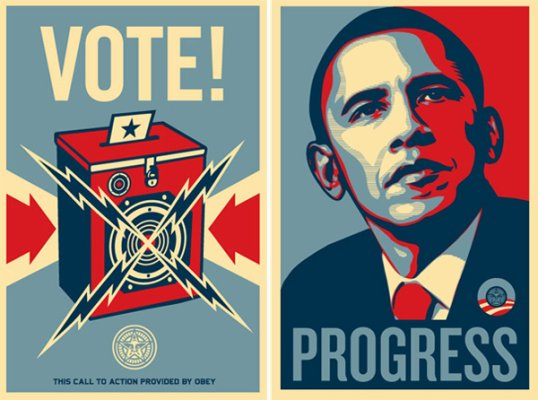 VOTE!
THIS CALL TO ACTION PROVIDED BY OBEY
PROGRESS